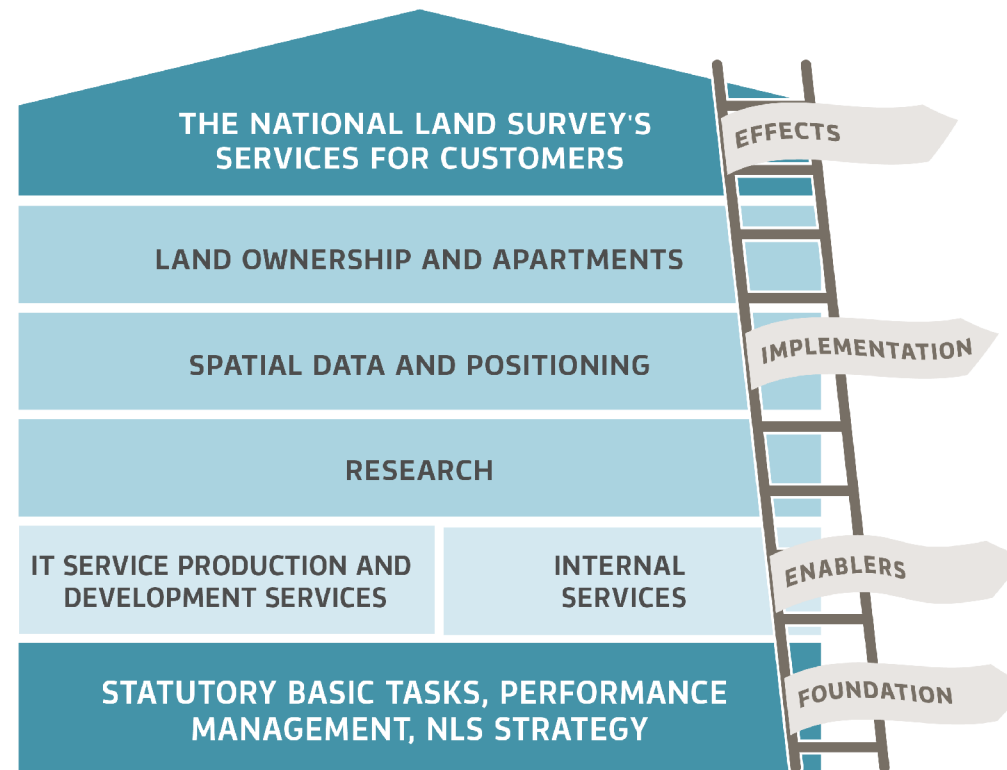 THE NATIONAL LAND SURVEY'S
SERVICES FOR CUSTOMERS
EFFECTS
LAND OWNERSHIP AND APARTMENTS
SPATIAL DATA AND POSITIONING
IMPLEMENTATION
RESEARCH
IT SERVICE PRODUCTION AND
DEVELOPMENT SERVICES
INTERNAL
SERVICES
ENABLERS
STATUTORY BASIC TASKS, PERFORMANCE
MANAGEMENT, NLS STRATEGY
FOUNDATION